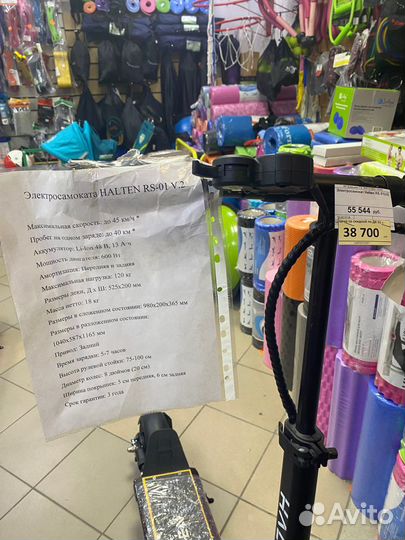 Электросамоката HALTEN RS-01 V.2
Максимальная скорость: до 45 км/ч *
Пробег на одном заряде: до 40 км *
Аккумулятор: Li-Ion 48 В, 13 А/ч
Мощность двигателя: 600 Вт
Амортизация: Передняя и задняя
Максимальная нагрузка: 120 кг
Размеры деки, Д х Ш: 525х200 мм
Масса нетто: 18 кг
Размеры в сложенном состоянии: 980х200х365 мм
Размеры в разложенном состоянии:
1040х587х1165 мм
Привод: Задний
Время зарядки: 5-7 часов
Высота рулевой стойки: 75-100 см
Диаметр колес: 8 дюймов (20 см)
Ширина покрышек: 5 см передняя, 6 см задняя
Срок гарантии: 3 года
55 544 руб.
38 700
HAL
Avito